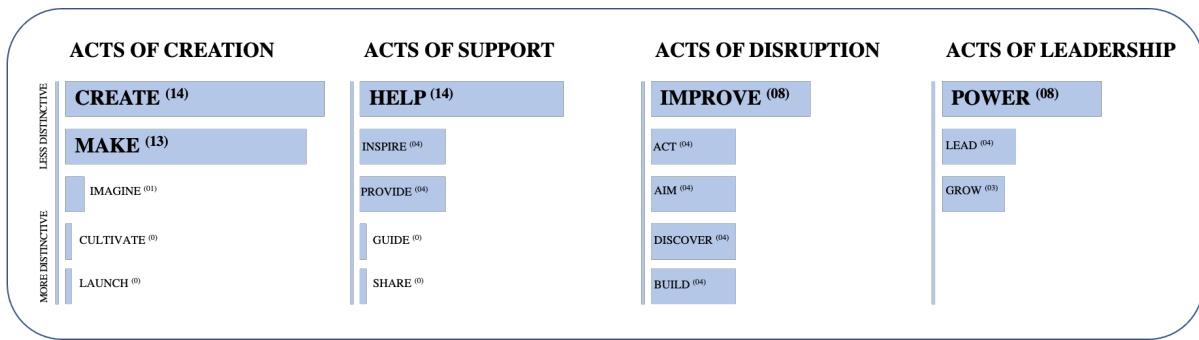 ACTS OF CREATION
LESS DISTINCTIVE
MORE DISTINCTIVE
CREATE (14)
MAKE (13)
IMAGINE (01)
CULTIVATE (0)
LAUNCH (0)
ACTS OF SUPPORT
HELP (14)
INSPIRE (04)
PROVIDE (04)
GUIDE (0)
SHARE (0)
ACTS OF DISRUPTION
IMPROVE (08)
ACT (04)
AIM (04)
DISCOVER (04)
BUILD (04)
ACTS OF LEADERSHIP
POWER (08)
LEAD (04)
GROW (03)